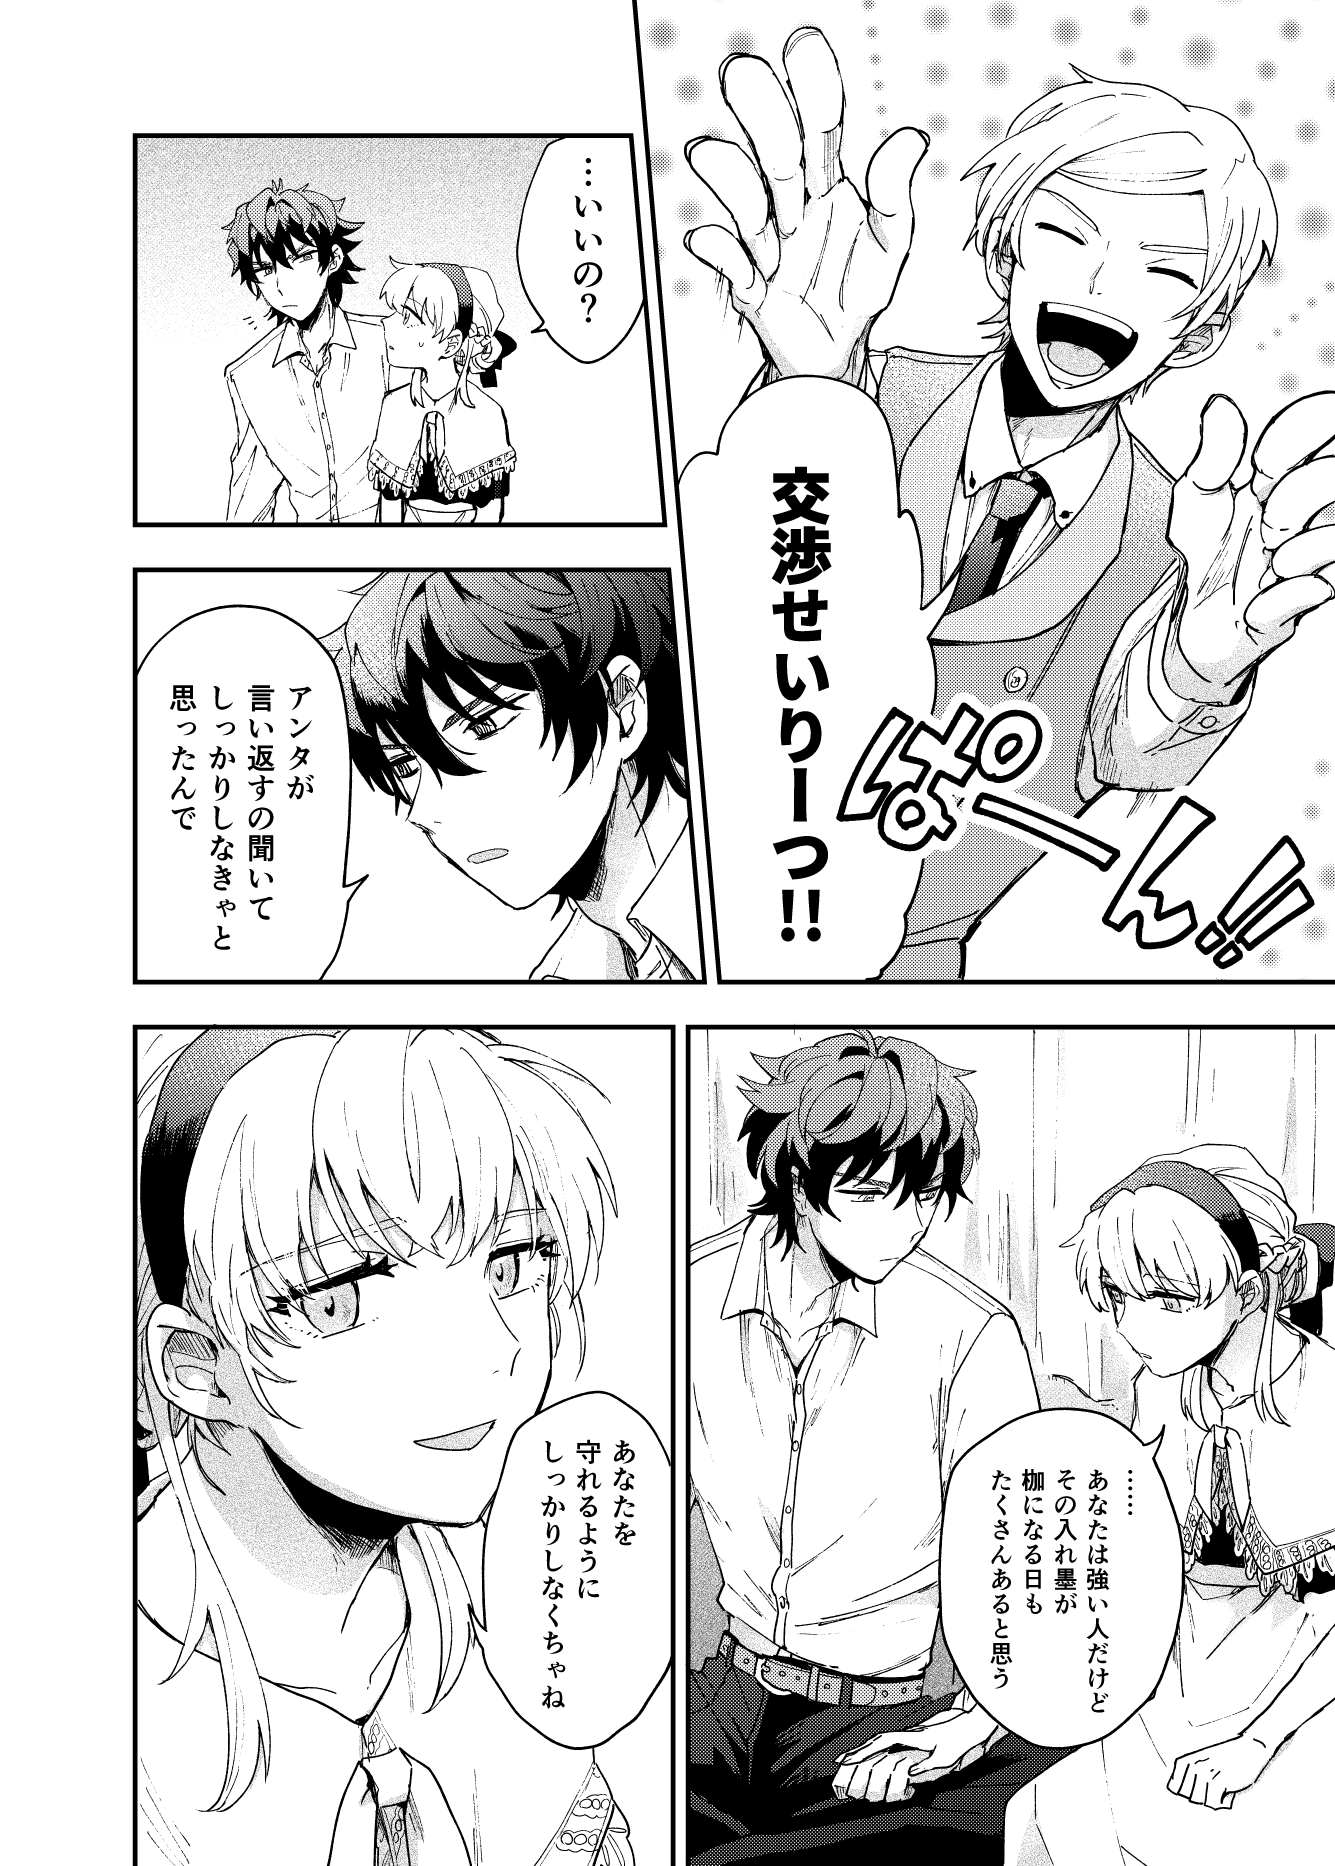 交渉せいりーっ!!
ぱーん!!
…いいの?
アンタが
言い返すの聞いて
しっかりしなきゃと
思ったんで
……
あなたは強い人だけど
その入れ墨が
枷になる日も
たくさんあると思う
あなたを
守れるように
しっかりしなくちゃね